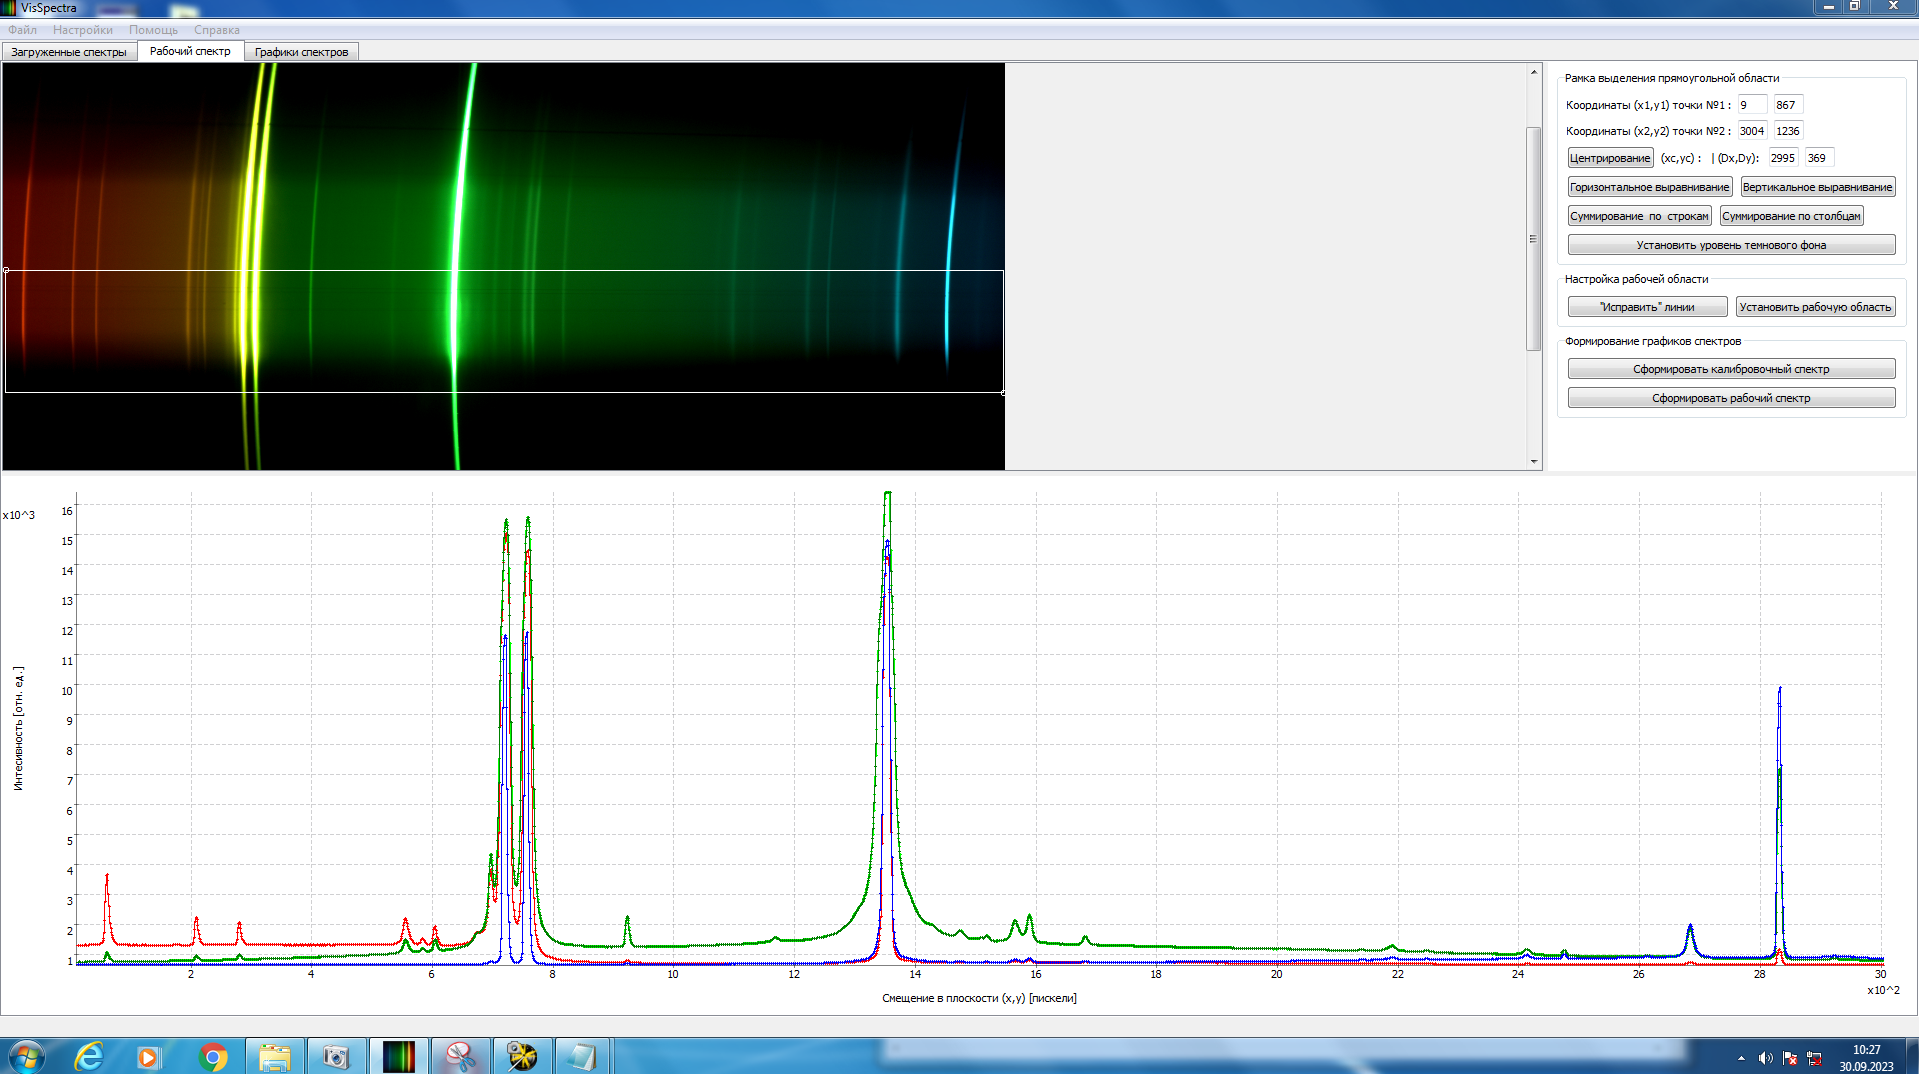 VisSpectra
Файл Настройки Помощь Справка
Загруженные спектры Рабочий спектр Графики спектров
Рамка выделения прямоугольной области
Координаты (x1,y1) точки №1 : 9 867
Координаты (x2,y2) точки №2 : 3004 1236
Центрирование (xc,yc) : | (Dx,Dy): 2995 369
Горизонтальное выравнивание Вертикальное выравнивание
Суммирование по строкам Суммирование по столбцам
Установить уровень темнового фона
Настройка рабочей области
"Исправить" линии Установить рабочую область
Формирование графиков спектров
Сформировать калибровочный спектр
Сформировать рабочий спектр
x10^3
16
15
14
13
12
11
10
9
8
7
6
5
4
3
2
1
Интесивность [отн. ед.]
2 4 6 8 10 12 14 16 18 20 22 24 26 28 30
Смещение в плоскости (x,y) [пискели]
x10^2
10:27
30.09.2023